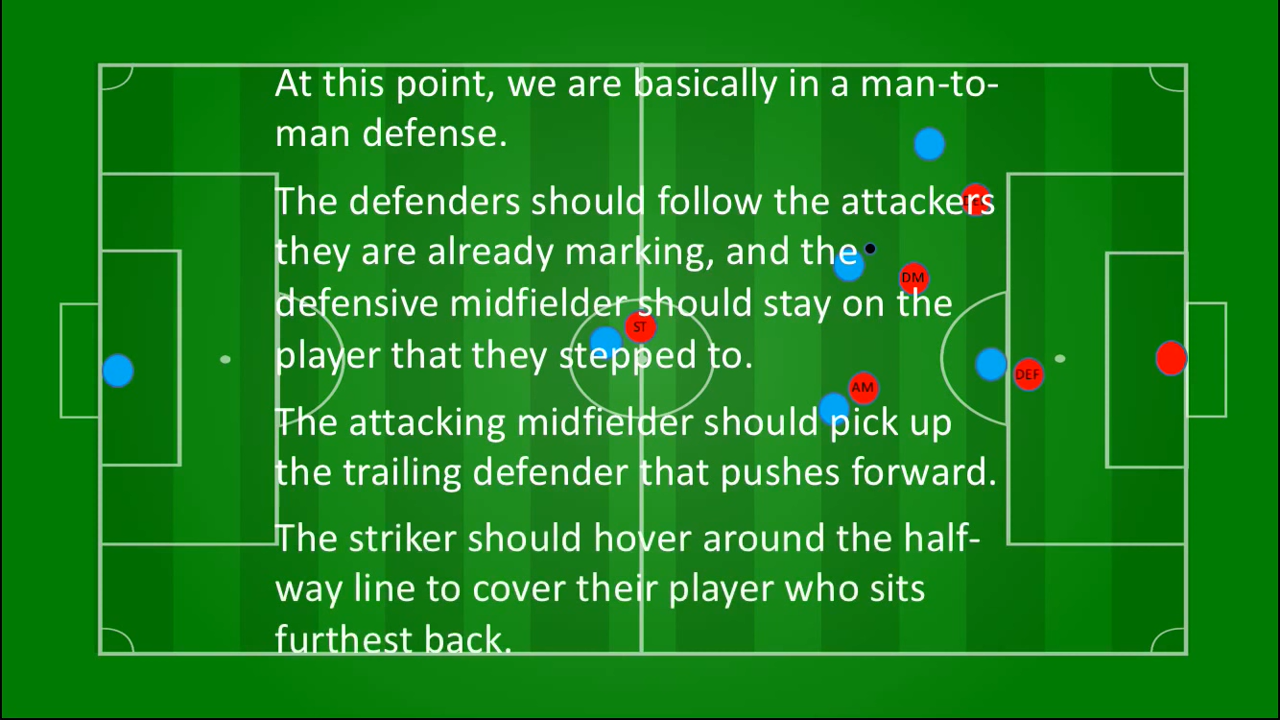 At this point, we are basically in a man-to-
man defense.
The defenders should follow the attackers
they are already marking, and the
DM
defensive midfielder should stay on the
ST
player that they stepped to.
DEF
AM
The attacking midfielder should pick up
the trailing defender that pushes forward.
The striker should hover around the half-
way line to cover their player who sits
furthest back.